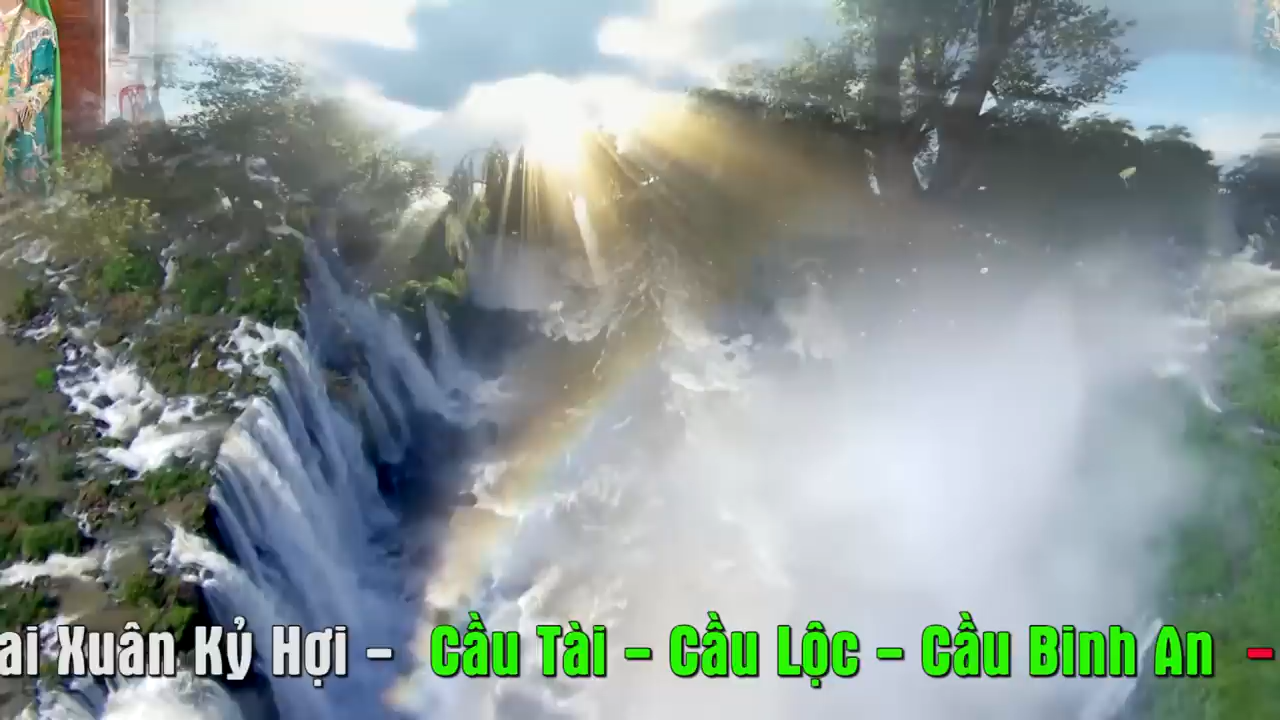 ai Xuân Kỷ Hợi - Cầu Tài - Cầu Lộc - Cầu Binh An -